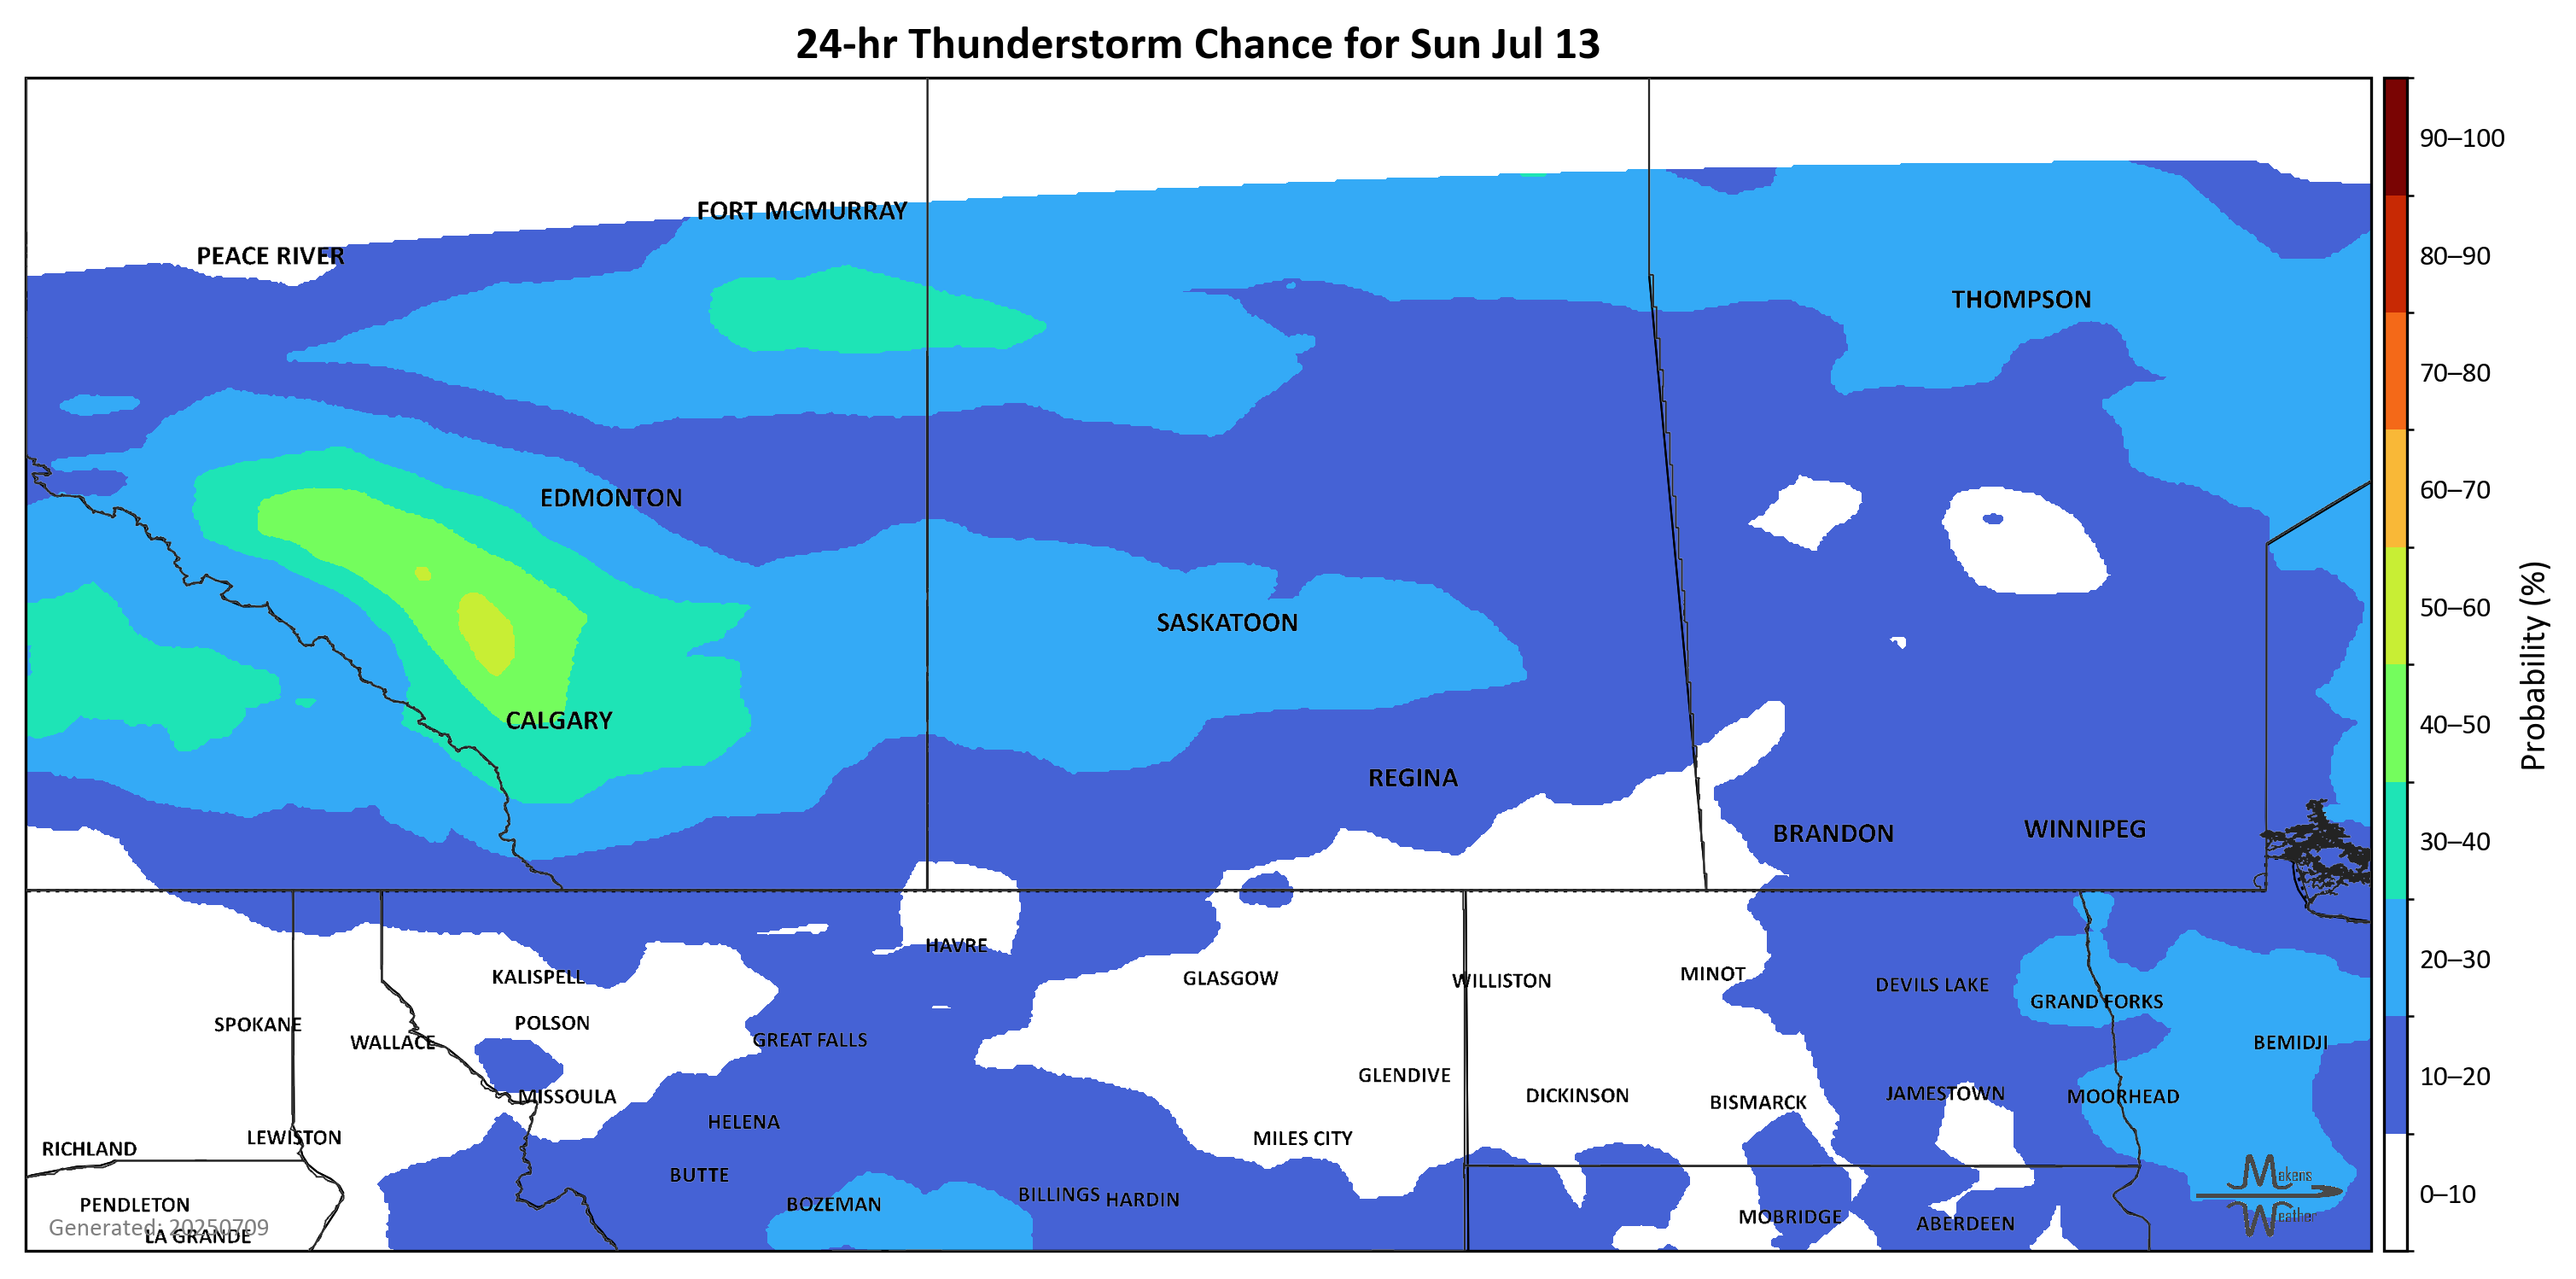 24-hr Thunderstorm Chance for Sun Jul 13
90–100
FORT MCMURRAY
PEACE RIVER
80–90
THOMPSON
70–80
60–70
EDMONTON
50–60
SASKATOON
Probability (%)
CALGARY
40–50
REGINA
BRANDON
WINNIPEG
30–40
HAVRE
20–30
KALISPELL
GLASGOW
WILLISTON
MINOT
DEVILS LAKE
GRAND FORKS
SPOKANE
POLSON
WALLACE
GREAT FALLS
BEMIDJI
GLENDIVE
10–20
MISSOULA
DICKINSON
BISMARCK
JAMESTOWN
MOORHEAD
HELENA
LEWISTON
MILES CITY
RICHLAND
BUTTE
Makens
Weather
0–10
PENDLETON
BOZEMAN
BILLINGS
HARDIN
MOBRIDGE
ABERDEEN
Generated: 20250709
LA GRANDE